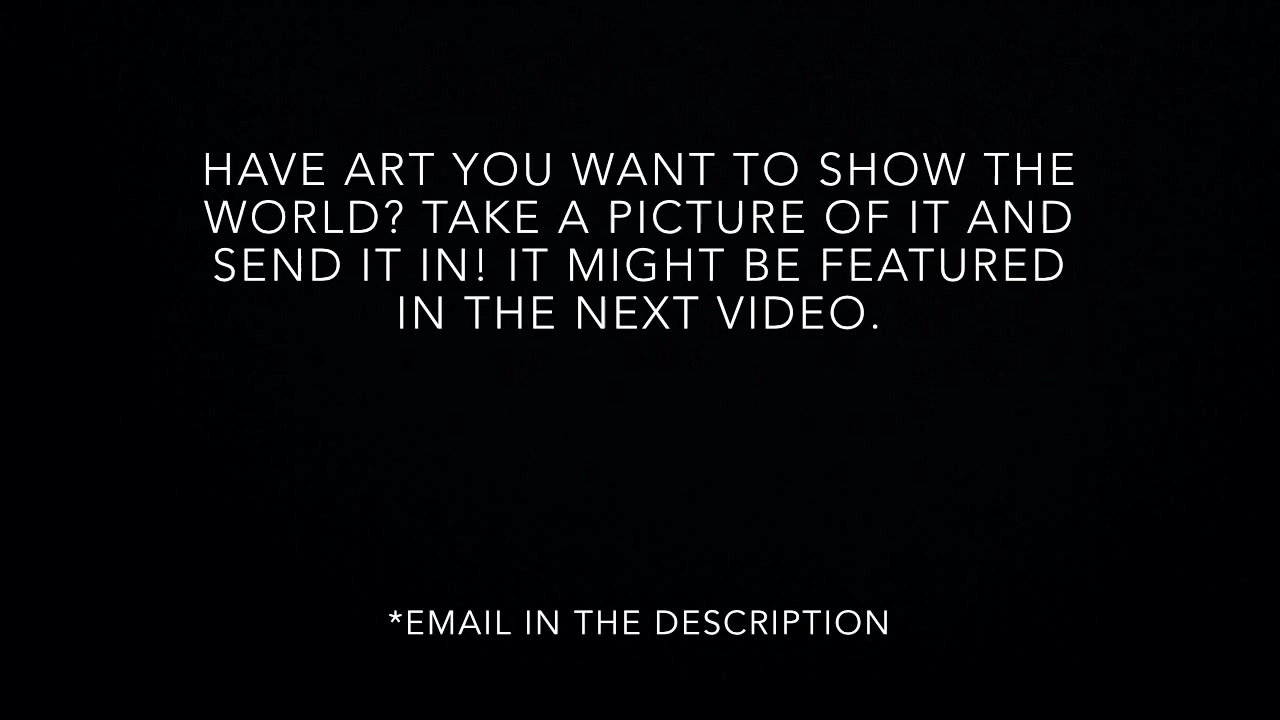 HAVE ART YOU WANT TO SHOW THE
WORLD? TAKE A PICTURE OF IT AND
SEND IT IN! IT MIGHT BE FEATURED
IN THE NEXT VIDEO.
*EMAIL IN THE DESCRIPTION